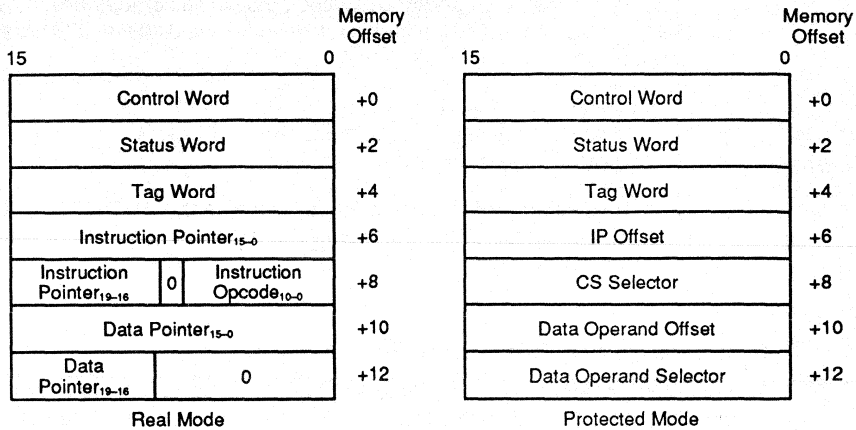 Memory
Offset
15 0
Control Word +0
Status Word +2
Tag Word +4
Instruction Pointer₁₅₋₀ +6
Instruction
Pointer₁₉₋₁₆ 0 Instruction
Opcode₁₀₋₀ +8
Data Pointer₁₅₋₀ +10
Data
Pointer₁₉₋₁₆ 0 +12
Real Mode
Memory
Offset
15 0
Control Word +0
Status Word +2
Tag Word +4
IP Offset +6
CS Selector +8
Data Operand Offset +10
Data Operand Selector +12
Protected Mode